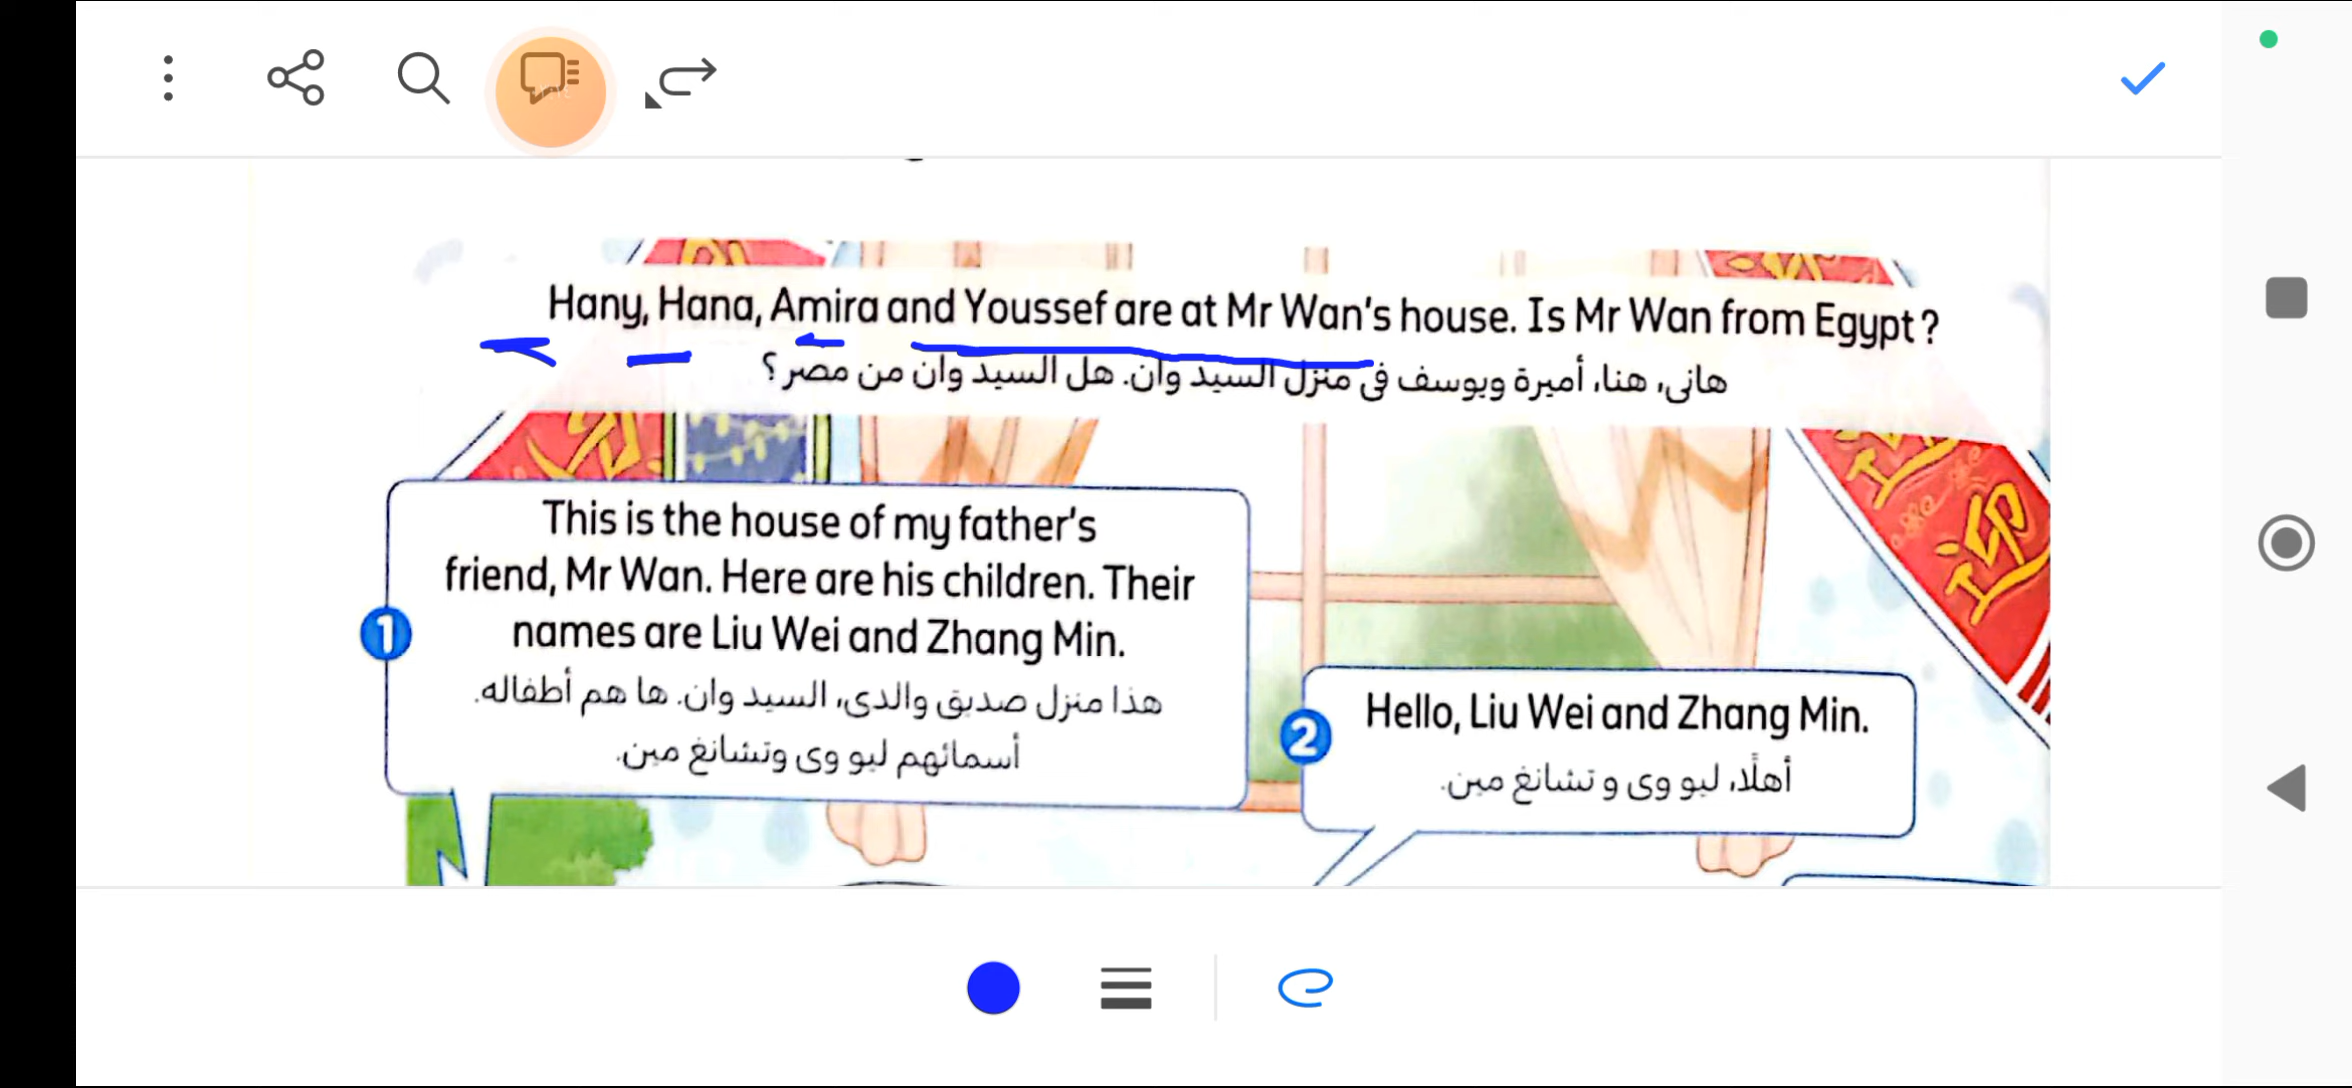 Hany, Hana, Amira and Youssef are at Mr Wan's house. Is Mr Wan from Egypt?
هانى، هنا، أميرة ويوسف فى منزل السيد وان. هل السيد وان من مصر؟
This is the house of my father's
friend, Mr Wan. Here are his children. Their
names are Liu Wei and Zhang Min.
هذا منزل صديق والدى، السيد وان. ها هم أطفاله.
أسمائهم ليو وى وتشانغ مين.
1
2
Hello, Liu Wei and Zhang Min.
أهلًا، ليو وى و تشانغ مين.